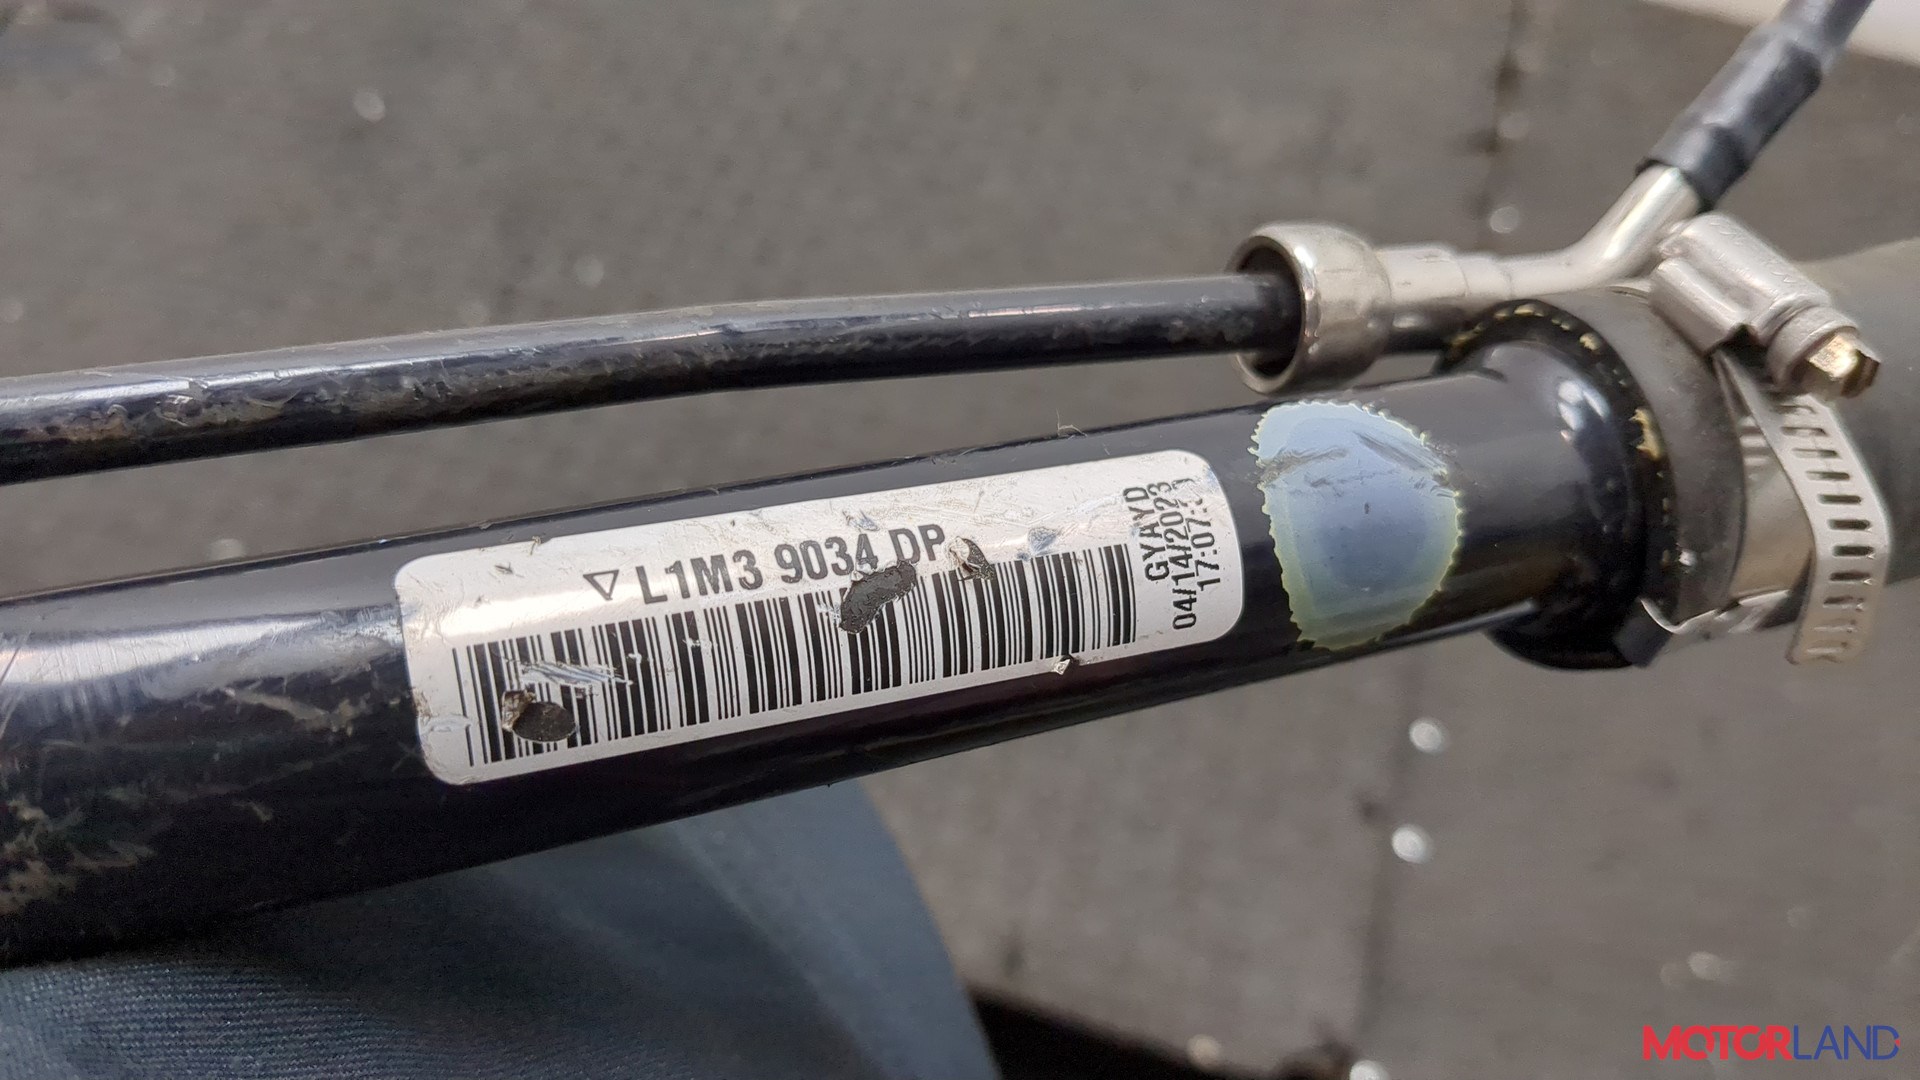 ▽L1M3 9034 DP
GYAYD
04/14/2023
MOTORLAND